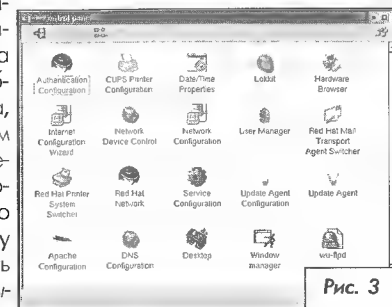 control panel
Authentication Configuration
CUPS Printer Configuration
Date/Time Properties
Lokkit
Hardware Browser
Internet Configuration Wizard
Network Device Control
Network Configuration
User Manager
Red Hat Mail Transport Agent Switcher
Red Hat Printer System Switcher
Red Hat Network
Service Configuration
Update Agent Configuration
Update Agent
Apache Configuration
DNS Configuration
Desktop
Window manager
wu-ftpd
Рис. 3